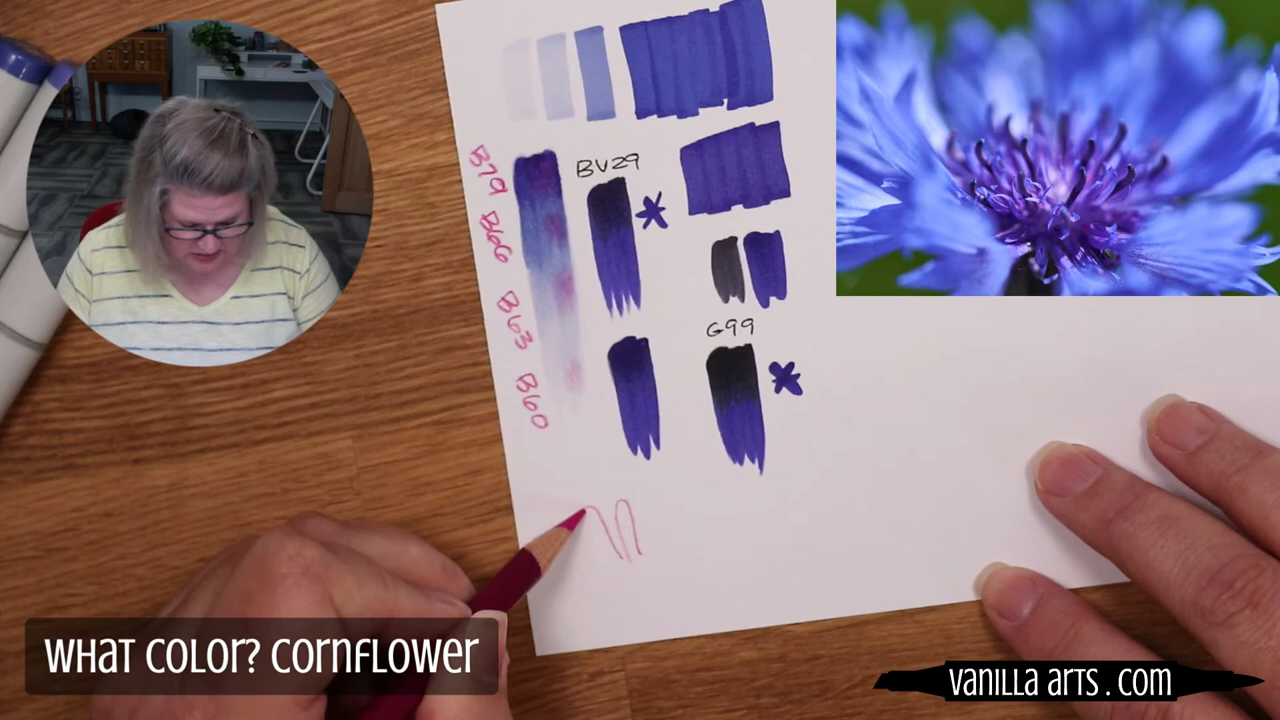 B79
B66
B63
B60
BV29
G99
WHAT COLOR? CORNFLOWER
VANILLA ARTS . COM